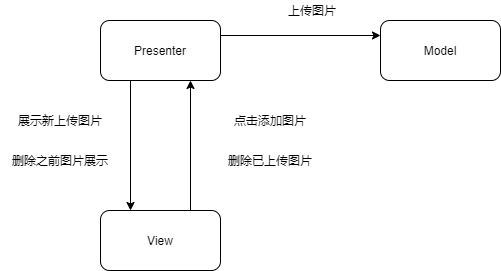 上传图片
Presenter
Model
展示新上传图片
点击添加图片
删除之前图片展示
删除已上传图片
View